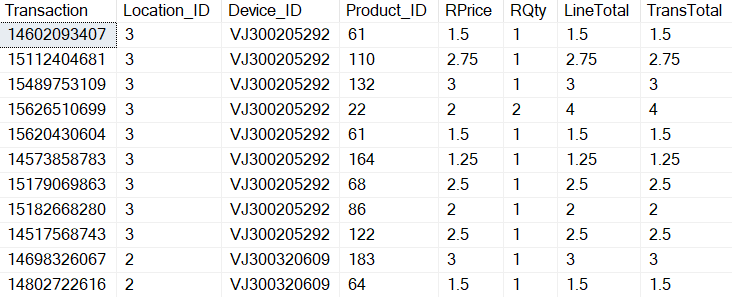 Transaction Location_ID Device_ID Product_ID RPrice RQty LineTotal TransTotal
14602093407 3 VJ300205292 61 1.5 1 1.5 1.5
15112404681 3 VJ300205292 110 2.75 1 2.75 2.75
15489753109 3 VJ300205292 132 3 1 3 3
15626510699 3 VJ300205292 22 2 2 4 4
15620430604 3 VJ300205292 61 1.5 1 1.5 1.5
14573858783 3 VJ300205292 164 1.25 1 1.25 1.25
15179069863 3 VJ300205292 68 2.5 1 2.5 2.5
15182668280 3 VJ300205292 86 2 1 2 2
14517568743 3 VJ300205292 122 2.5 1 2.5 2.5
14698326067 2 VJ300320609 183 3 1 3 3
14802722616 2 VJ300320609 64 1.5 1 1.5 1.5